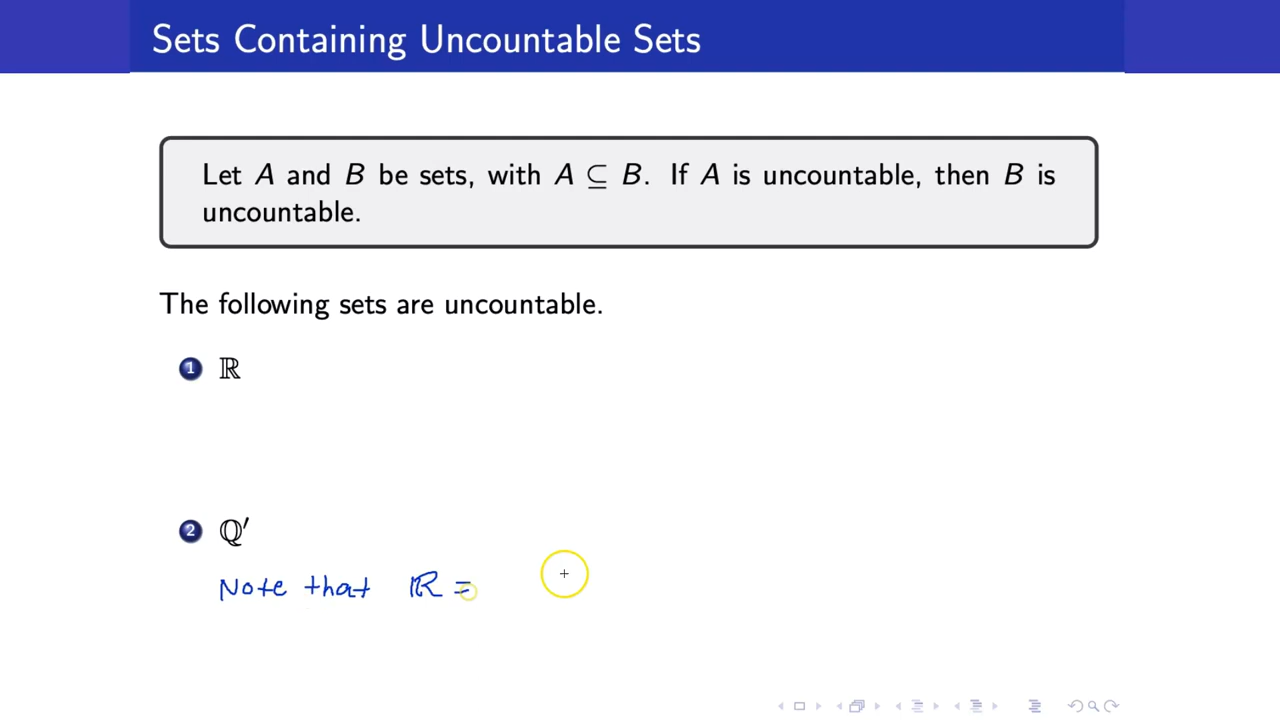 Sets Containing Uncountable Sets
Let A and B be sets, with A ⊆ B. If A is uncountable, then B is
uncountable.
The following sets are uncountable.
1 ℝ
2 ℚ′
Note that ℝ =